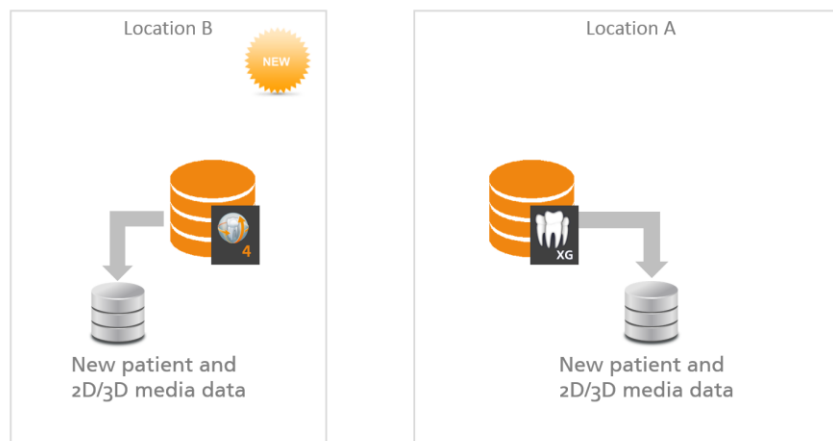 Location B
NEW
4
New patient and
2D/3D media data
Location A
XG
New patient and
2D/3D media data